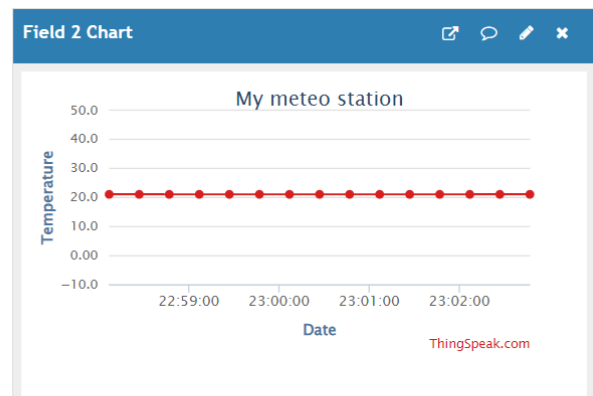 Field 2 Chart
My meteo station
50.0
40.0
30.0
20.0
10.0
0.00
−10.0
Temperature
22:59:00 23:00:00 23:01:00 23:02:00
Date
ThingSpeak.com